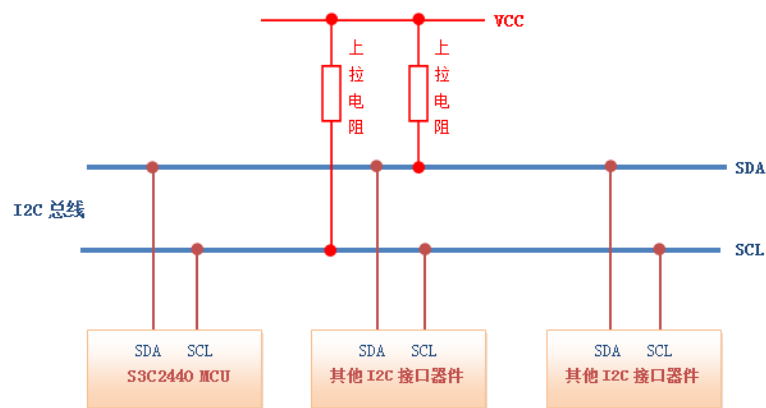 VCC
上拉电阻
上拉电阻
SDA
I2C 总线
SCL
SDA SCL
S3C2440 MCU
SDA SCL
其他 I2C 接口器件
SDA SCL
其他 I2C 接口器件